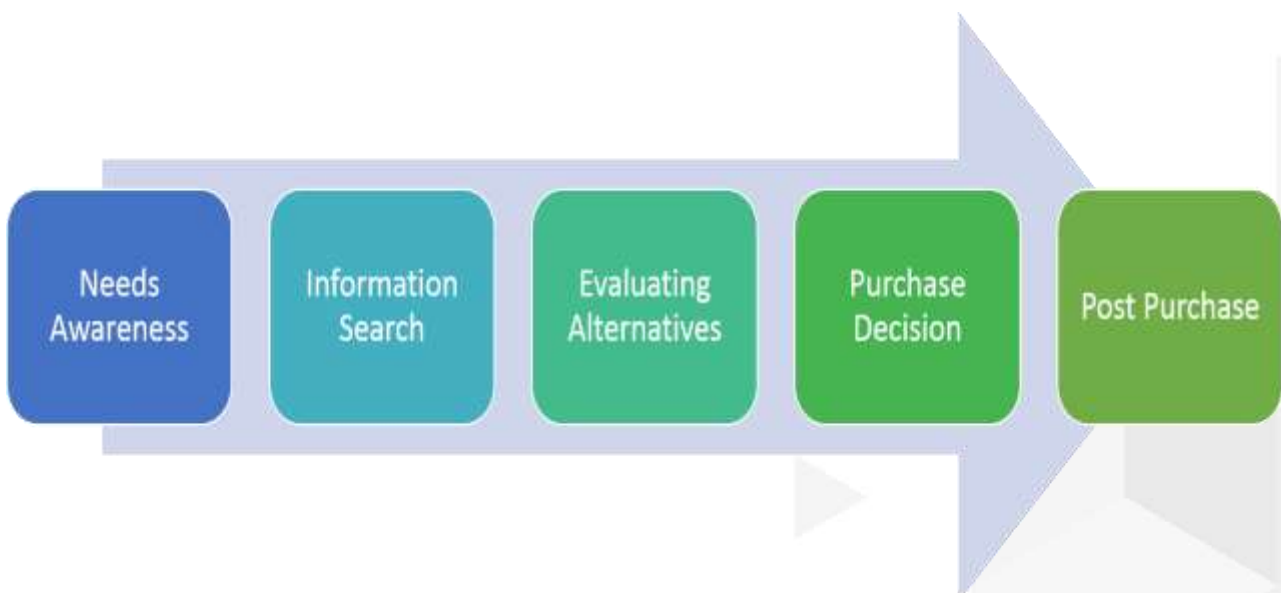 Needs
Awareness
Information
Search
Evaluating
Alternatives
Purchase
Decision
Post Purchase